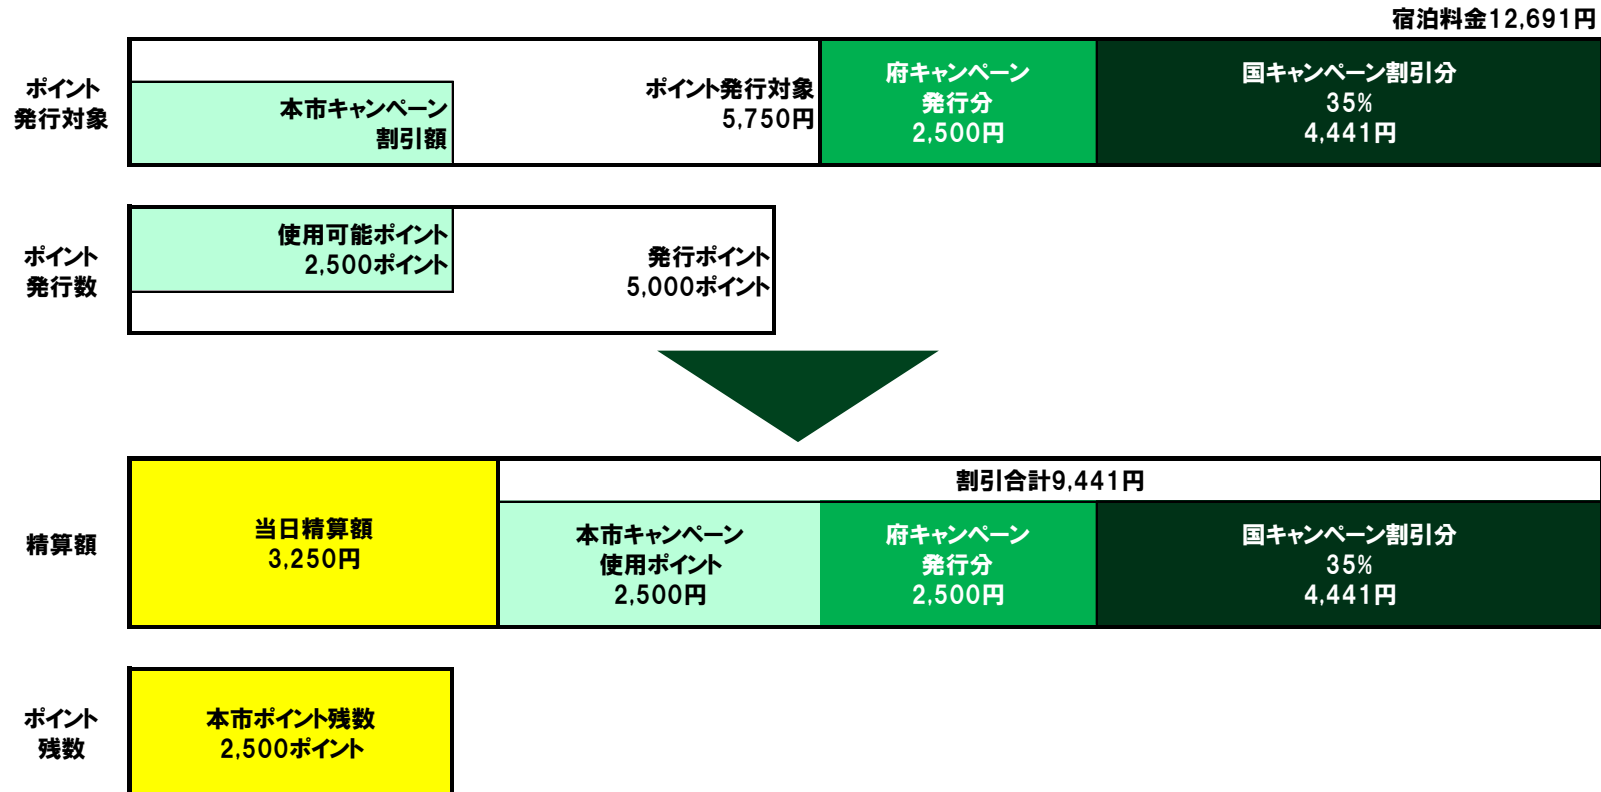 宿泊料金12,691円
ポイント
発行対象
本市キャンペーン
割引額
ポイント発行対象
5,750円
府キャンペーン
発行分
2,500円
国キャンペーン割引分
35%
4,441円
ポイント
発行数
使用可能ポイント
2,500ポイント
発行ポイント
5,000ポイント
精算額
当日精算額
3,250円
割引合計9,441円
本市キャンペーン
使用ポイント
2,500円
府キャンペーン
発行分
2,500円
国キャンペーン割引分
35%
4,441円
ポイント
残数
本市ポイント残数
2,500ポイント